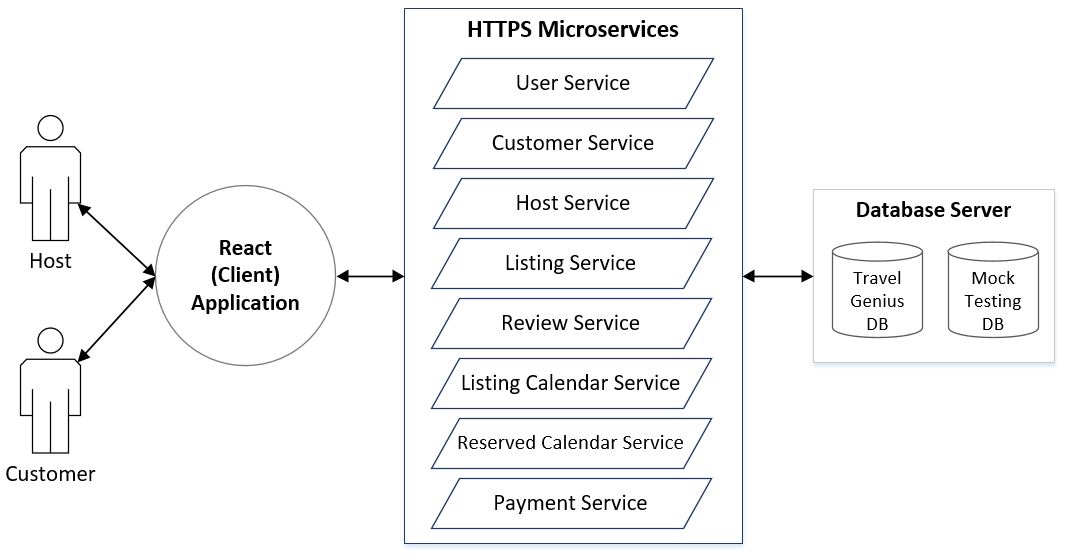 HTTPS Microservices
User Service
Customer Service
Host Service
Listing Service
Review Service
Listing Calendar Service
Reserved Calendar Service
Payment Service
Host
Customer
React
(Client)
Application
Database Server
Travel
Genius
DB
Mock
Testing
DB